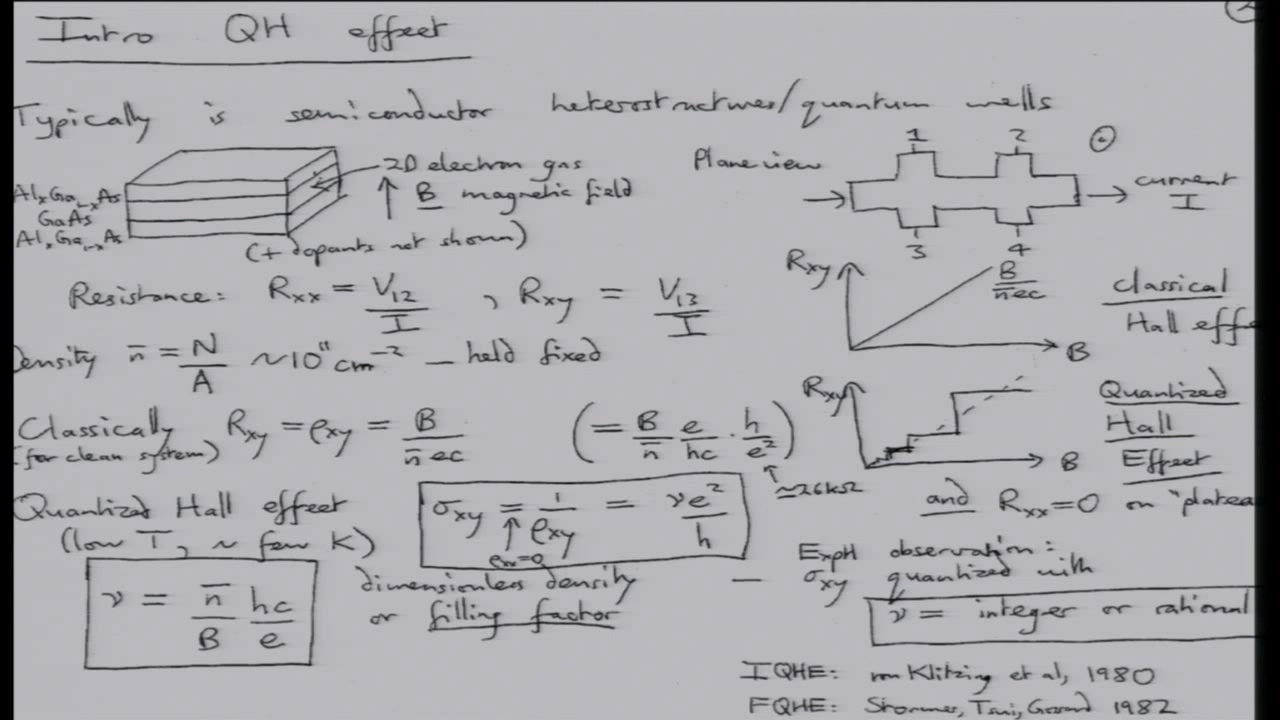 Intro QH effect
Typically is semiconductor heterostructures/quantum wells
AlxGa1-xAs
GaAs
AlxGa1-xAs
2D electron gas
B magnetic field
(+ dopants not shown)
Plane view
1 2
3 4
current
I
Resistance: Rxx = V12/I , Rxy = V13/I
Rxy
B/n̄ec
B
Classical
Hall effe
Density n̄ = N/A ~10¹¹ cm⁻² – held fixed
Classically Rxy = ρxy = B/n̄ec (= B/n̄ e/hc · h/e²)
(for clean system)
≃26kΩ
Rxy
B
Quantized
Hall
Effect
and Rxx=0 on "platea
Quantized Hall effect
(low T, ~ few K)
σxy = 1/ρxy = νe²/h
↑
ρxx=0
ν = n̄/B hc/e
dimensionless density
or filling factor
– Exptl observation:
σxy quantized with
ν = integer or rational
IQHE: von Klitzing et al, 1980
FQHE: Stormer, Tsui, Gossard 1982